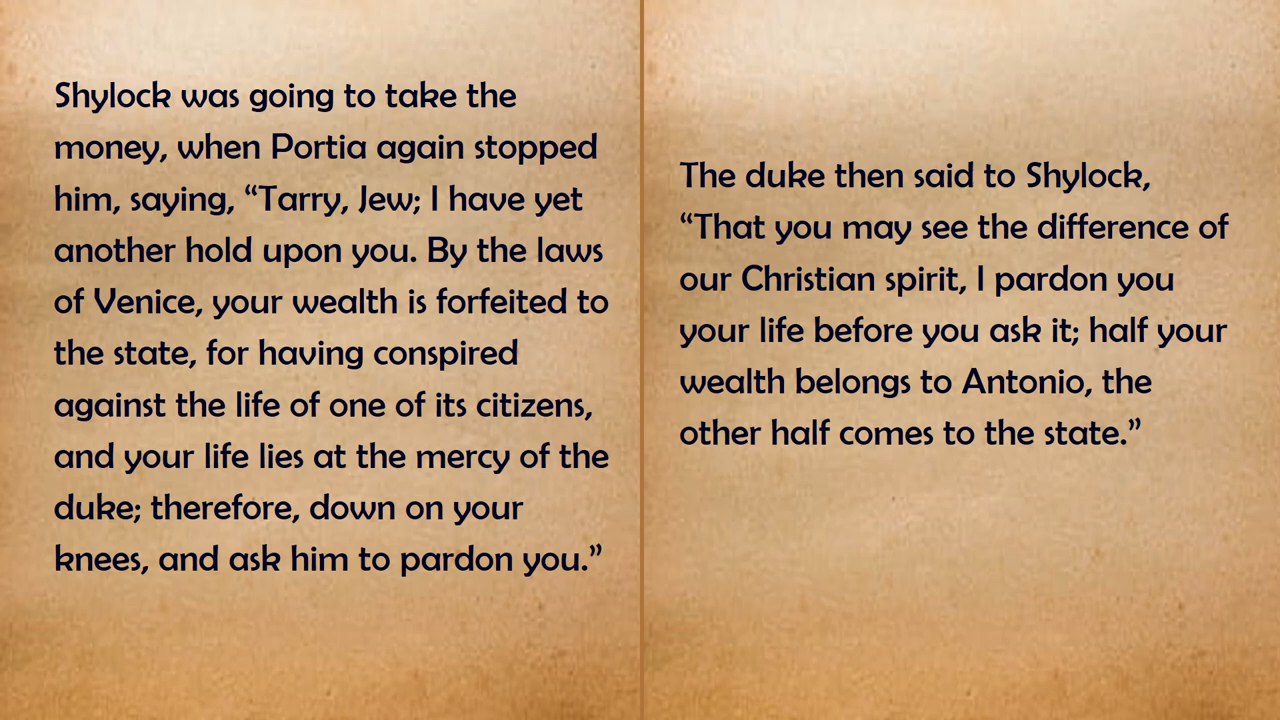 Shylock was going to take the
money, when Portia again stopped
him, saying, “Tarry, Jew; I have yet
another hold upon you. By the laws
of Venice, your wealth is forfeited to
the state, for having conspired
against the life of one of its citizens,
and your life lies at the mercy of the
duke; therefore, down on your
knees, and ask him to pardon you.”
The duke then said to Shylock,
“That you may see the difference of
our Christian spirit, I pardon you
your life before you ask it; half your
wealth belongs to Antonio, the
other half comes to the state.”